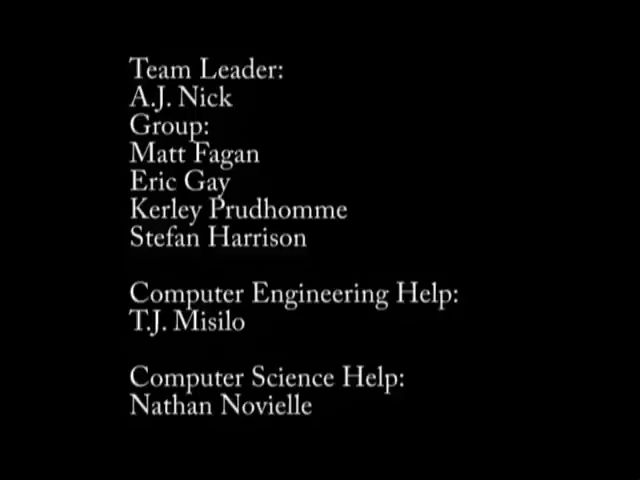 Team Leader:
A.J. Nick
Group:
Matt Fagan
Eric Gay
Kerley Prudhomme
Stefan Harrison
Computer Engineering Help:
T.J. Misilo
Computer Science Help:
Nathan Novielle